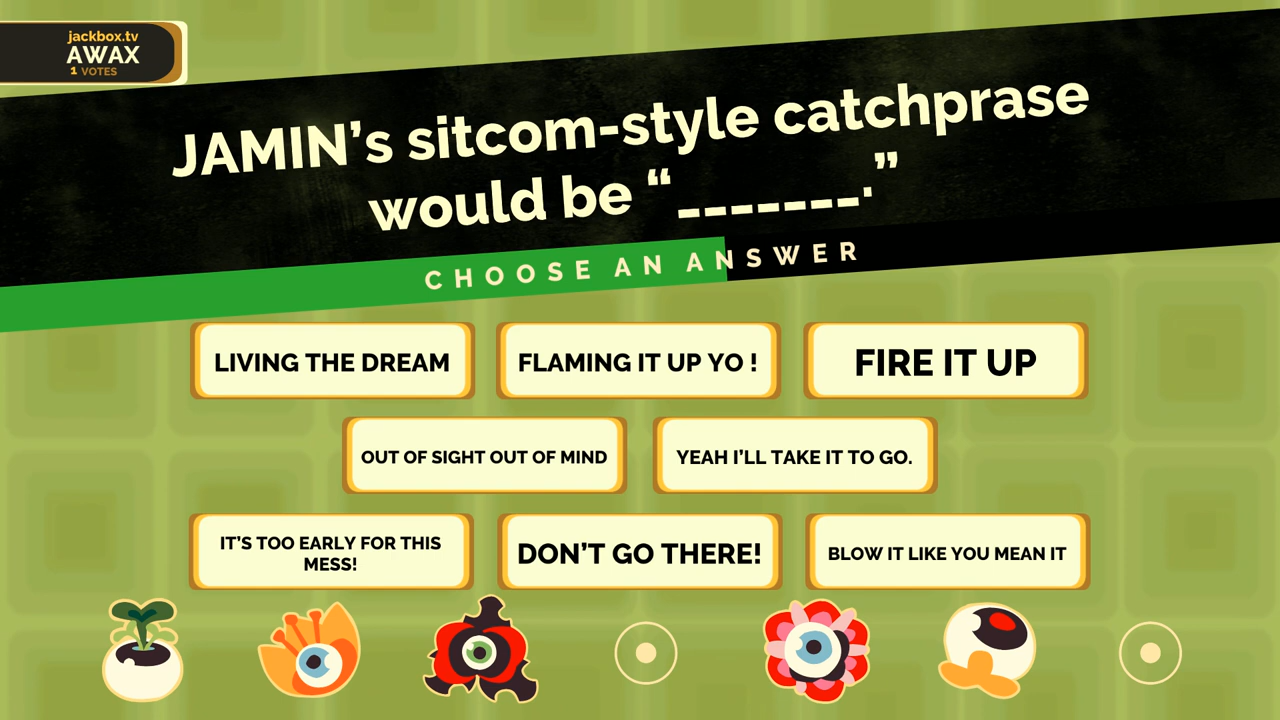 jackbox.tv
AWAX
1 VOTES
JAMIN’s sitcom-style catchprase
would be “_______.”
CHOOSE AN ANSWER
LIVING THE DREAM
FLAMING IT UP YO !
FIRE IT UP
OUT OF SIGHT OUT OF MIND
YEAH I’LL TAKE IT TO GO.
IT’S TOO EARLY FOR THIS
MESS!
DON’T GO THERE!
BLOW IT LIKE YOU MEAN IT